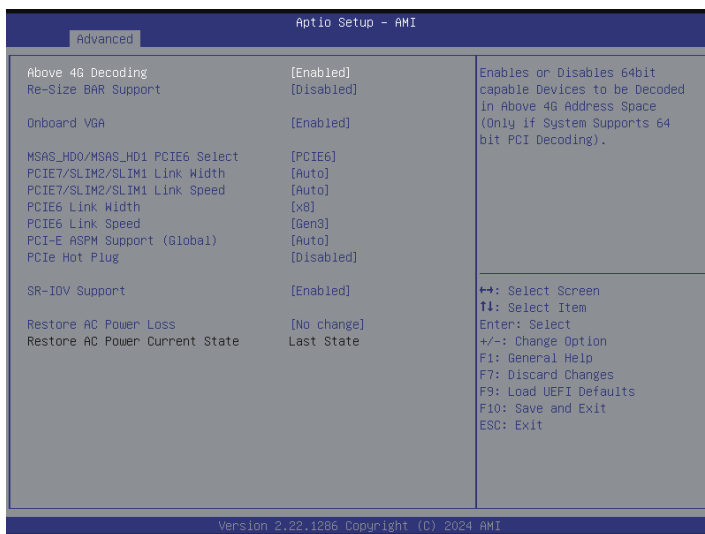 Aptio Setup – AMI
Advanced
Above 4G Decoding [Enabled]
Re-Size BAR Support [Disabled]
Onboard VGA [Enabled]
MSAS_HD0/MSAS_HD1 PCIE6 Select [PCIE6]
PCIE7/SLIM2/SLIM1 Link Width [Auto]
PCIE7/SLIM2/SLIM1 Link Speed [Auto]
PCIE6 Link Width [x8]
PCIE6 Link Speed [Gen3]
PCI-E ASPM Support (Global) [Auto]
PCIe Hot Plug [Disabled]
SR-IOV Support [Enabled]
Restore AC Power Loss [No change]
Restore AC Power Current State Last State
Enables or Disables 64bit
capable Devices to be Decoded
in Above 4G Address Space
(Only if System Supports 64
bit PCI Decoding).
↔: Select Screen
↑↓: Select Item
Enter: Select
+/-: Change Option
F1: General Help
F7: Discard Changes
F9: Load UEFI Defaults
F10: Save and Exit
ESC: Exit
Version 2.22.1286 Copyright (C) 2024 AMI